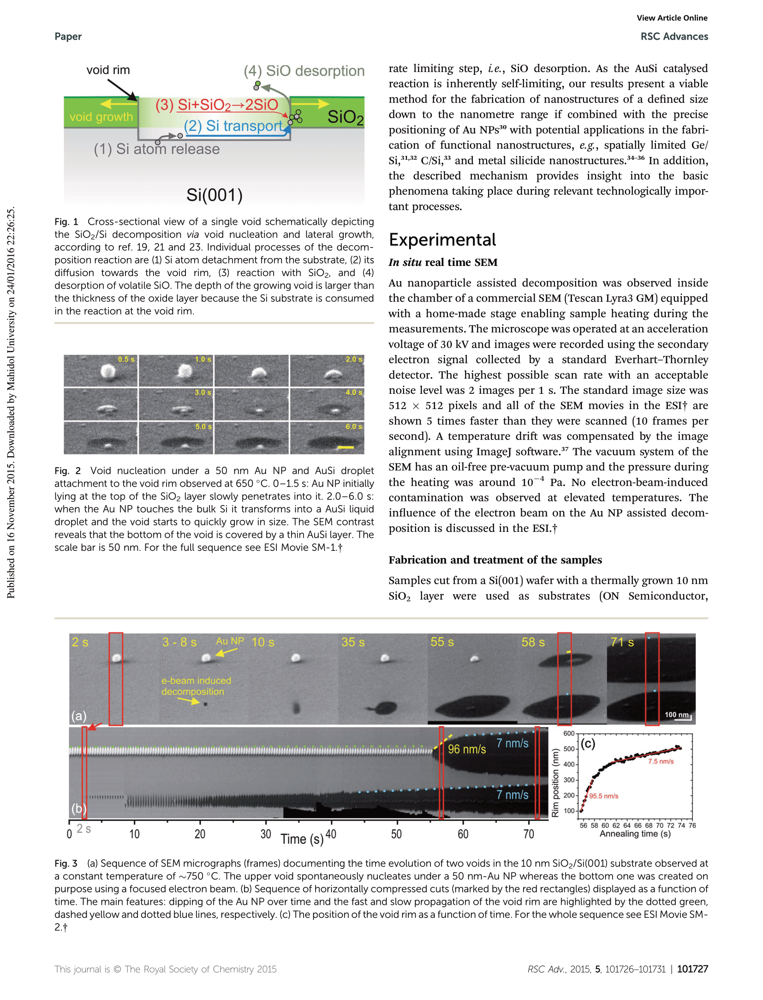 View Article Online
Paper
RSC Advances
void rim
(4) SiO desorption
(3) Si+SiO₂→2SiO
void growth
SiO₂
(2) Si transport
(1) Si atom release
Si(001)
Fig. 1 Cross-sectional view of a single void schematically depicting
the SiO₂/Si decomposition via void nucleation and lateral growth,
according to ref. 19, 21 and 23. Individual processes of the decom-
position reaction are (1) Si atom detachment from the substrate, (2) its
diffusion towards the void rim, (3) reaction with SiO₂, and (4)
desorption of volatile SiO. The depth of the growing void is larger than
the thickness of the oxide layer because the Si substrate is consumed
in the reaction at the void rim.
0.5 s
1.0 s
2.0 s
3.0 s
4.0 s
5.0 s
6.0 s
Fig. 2 Void nucleation under a 50 nm Au NP and AuSi droplet
attachment to the void rim observed at 650 °C. 0–1.5 s: Au NP initially
lying at the top of the SiO₂ layer slowly penetrates into it. 2.0–6.0 s:
when the Au NP touches the bulk Si it transforms into a AuSi liquid
droplet and the void starts to quickly grow in size. The SEM contrast
reveals that the bottom of the void is covered by a thin AuSi layer. The
scale bar is 50 nm. For the full sequence see ESI Movie SM-1.†
rate limiting step, i.e., SiO desorption. As the AuSi catalysed
reaction is inherently self-limiting, our results present a viable
method for the fabrication of nanostructures of a defined size
down to the nanometre range if combined with the precise
positioning of Au NPs³⁰ with potential applications in the fabri-
cation of functional nanostructures, e.g., spatially limited Ge/
Si,³¹,³² C/Si,³³ and metal silicide nanostructures.³⁴⁻³⁶ In addition,
the described mechanism provides insight into the basic
phenomena taking place during relevant technologically impor-
tant processes.
Experimental
In situ real time SEM
Au nanoparticle assisted decomposition was observed inside
the chamber of a commercial SEM (Tescan Lyra3 GM) equipped
with a home-made stage enabling sample heating during the
measurements. The microscope was operated at an acceleration
voltage of 30 kV and images were recorded using the secondary
electron signal collected by a standard Everhart–Thornley
detector. The highest possible scan rate with an acceptable
noise level was 2 images per 1 s. The standard image size was
512 × 512 pixels and all of the SEM movies in the ESI† are
shown 5 times faster than they were scanned (10 frames per
second). A temperature drift was compensated by the image
alignment using ImageJ software.³⁷ The vacuum system of the
SEM has an oil-free pre-vacuum pump and the pressure during
the heating was around 10⁻⁴ Pa. No electron-beam-induced
contamination was observed at elevated temperatures. The
influence of the electron beam on the Au NP assisted decom-
position is discussed in the ESI.†
Fabrication and treatment of the samples
Samples cut from a Si(001) wafer with a thermally grown 10 nm
SiO₂ layer were used as substrates (ON Semiconductor,
2 s
3 - 8 s
Au NP
10 s
35 s
55 s
58 s
71 s
e-beam induced
decomposition
(a)
100 nm
96 nm/s
7 nm/s
7 nm/s
(b)
2 s
0 10 20 30 40 50 60 70
Time (s)
(c)
600
500
400
300
200
100
Rim position (nm)
7.5 nm/s
95.5 nm/s
56 58 60 62 64 66 68 70 72 74 76
Annealing time (s)
Fig. 3 (a) Sequence of SEM micrographs (frames) documenting the time evolution of two voids in the 10 nm SiO₂/Si(001) substrate observed at
a constant temperature of ~750 °C. The upper void spontaneously nucleates under a 50 nm-Au NP whereas the bottom one was created on
purpose using a focused electron beam. (b) Sequence of horizontally compressed cuts (marked by the red rectangles) displayed as a function of
time. The main features: dipping of the Au NP over time and the fast and slow propagation of the void rim are highlighted by the dotted green,
dashed yellow and dotted blue lines, respectively. (c) The position of the void rim as a function of time. For the whole sequence see ESI Movie SM-
2.†
This journal is © The Royal Society of Chemistry 2015
RSC Adv., 2015, 5, 101726–101731 | 101727
Published on 16 November 2015. Downloaded by Mahidol University on 24/01/2016 22:26:25.